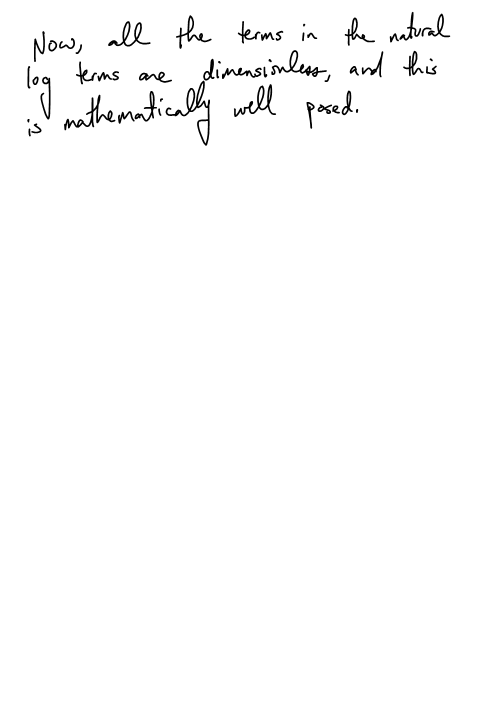 Now, all the terms in the natural
log terms are dimensionless, and this
is mathematically well posed.